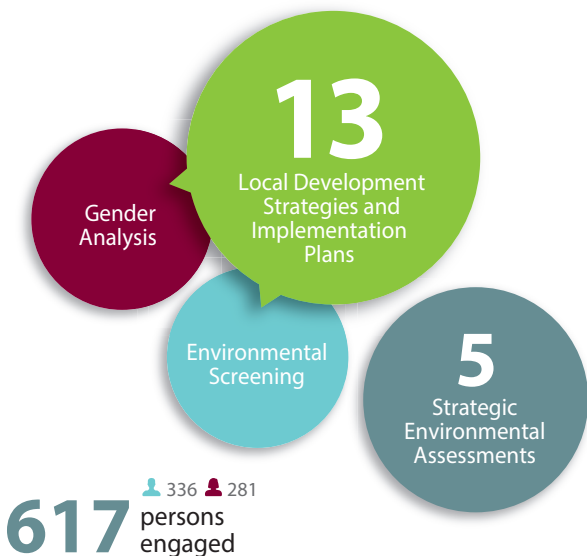 13
Local Development
Strategies and
Implementation
Plans
Gender
Analysis
Environmental
Screening
5
Strategic
Environmental
Assessments
336 281
617 persons
engaged